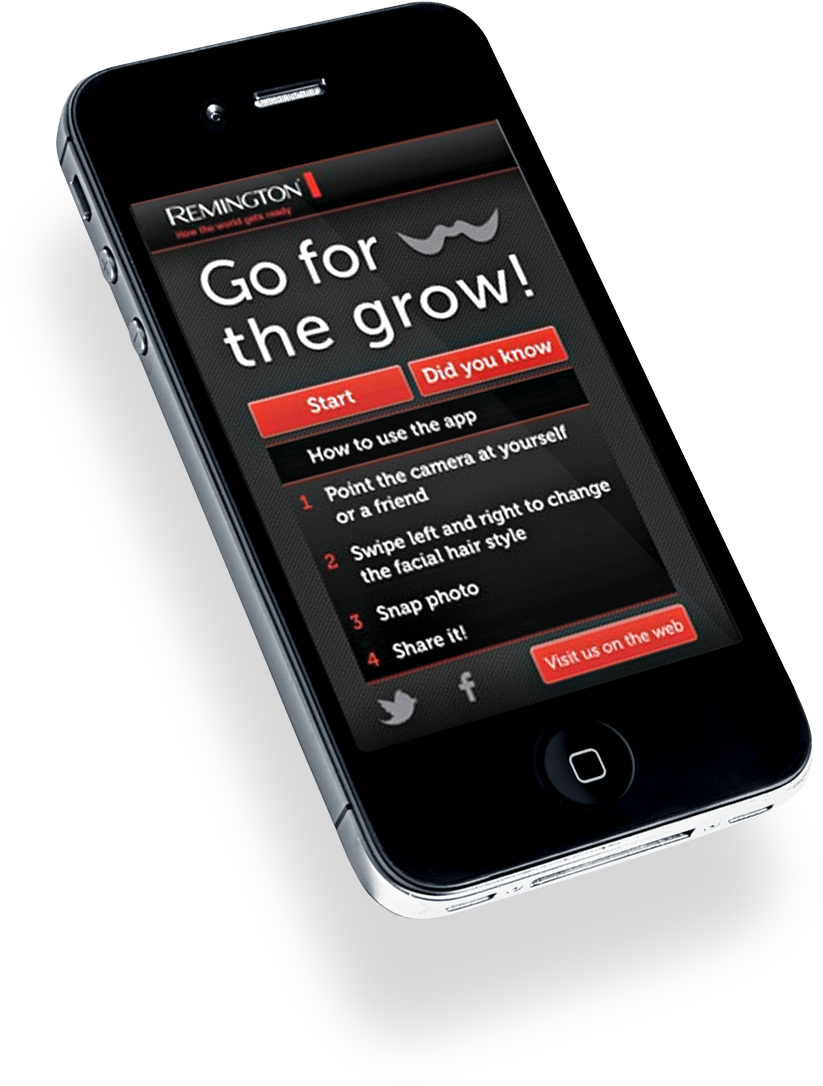 REMINGTON
How the world gets ready
Go for
the grow!
Start
Did you know
How to use the app
1 Point the camera at yourself
or a friend
2 Swipe left and right to change
the facial hair style
3 Snap photo
4 Share it!
Visit us on the web